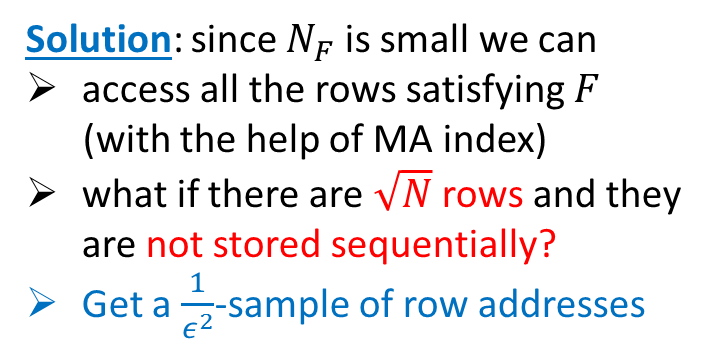 Solution: since N_F is small we can
➢ access all the rows satisfying F
(with the help of MA index)
➢ what if there are √N rows and they
are not stored sequentially?
➢ Get a 1/ϵ²-sample of row addresses